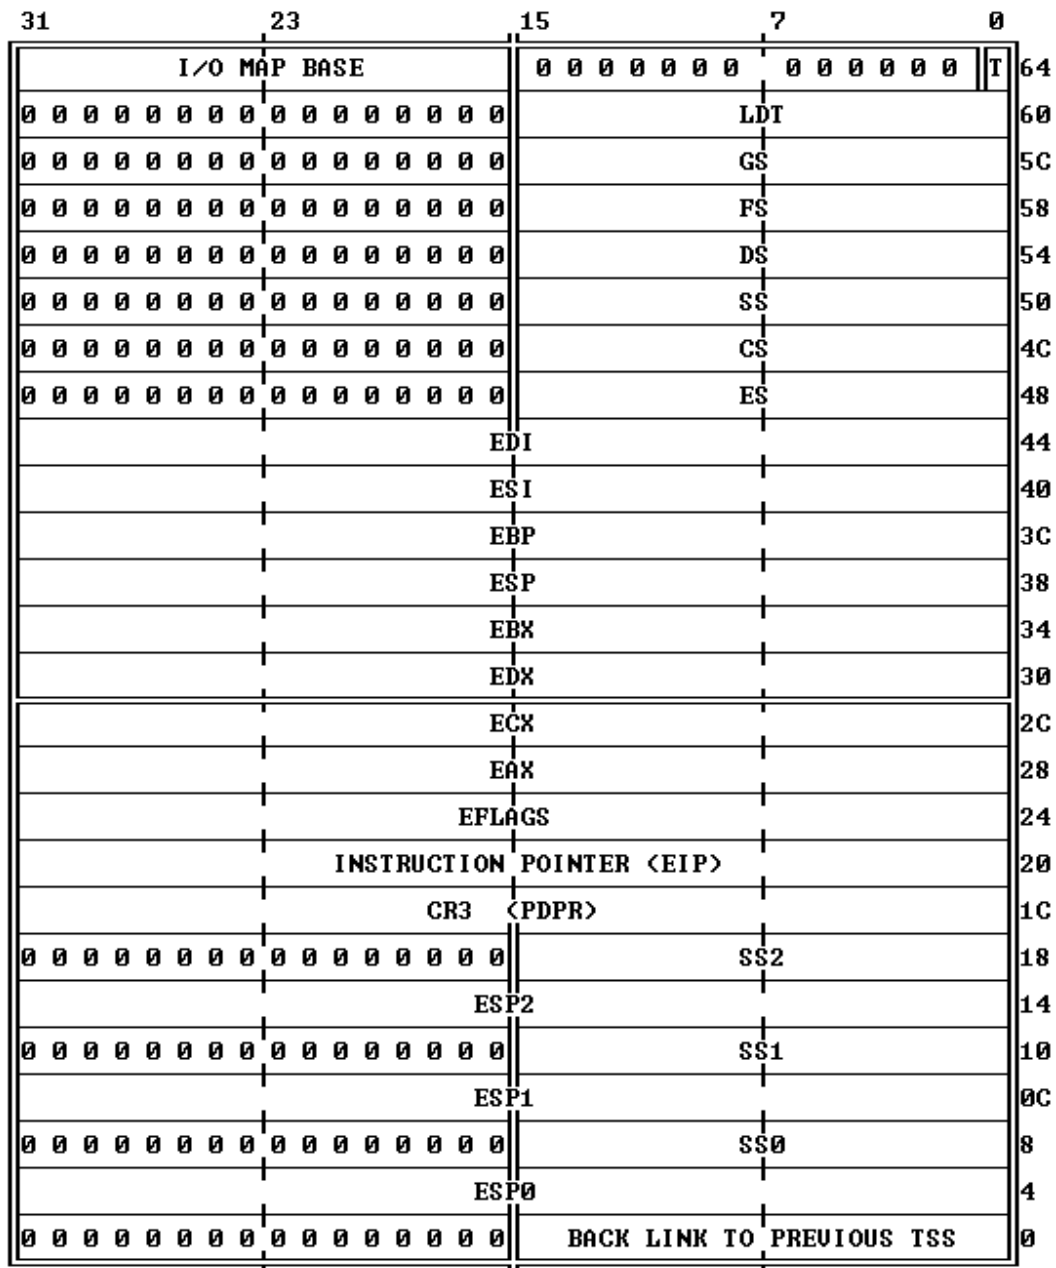 31 23 15 7 0
I/O MAP BASE 0 0 0 0 0 0 0 0 0 0 0 0 0 T 64
0 0 0 0 0 0 0 0 0 0 0 0 0 0 0 0 LDT 60
0 0 0 0 0 0 0 0 0 0 0 0 0 0 0 0 GS 5C
0 0 0 0 0 0 0 0 0 0 0 0 0 0 0 0 FS 58
0 0 0 0 0 0 0 0 0 0 0 0 0 0 0 0 DS 54
0 0 0 0 0 0 0 0 0 0 0 0 0 0 0 0 SS 50
0 0 0 0 0 0 0 0 0 0 0 0 0 0 0 0 CS 4C
0 0 0 0 0 0 0 0 0 0 0 0 0 0 0 0 ES 48
EDI 44
ESI 40
EBP 3C
ESP 38
EBX 34
EDX 30
ECX 2C
EAX 28
EFLAGS 24
INSTRUCTION POINTER (EIP) 20
CR3 (PDPR) 1C
0 0 0 0 0 0 0 0 0 0 0 0 0 0 0 0 SS2 18
ESP2 14
0 0 0 0 0 0 0 0 0 0 0 0 0 0 0 0 SS1 10
ESP1 0C
0 0 0 0 0 0 0 0 0 0 0 0 0 0 0 0 SS0 8
ESP0 4
0 0 0 0 0 0 0 0 0 0 0 0 0 0 0 0 BACK LINK TO PREVIOUS TSS 0